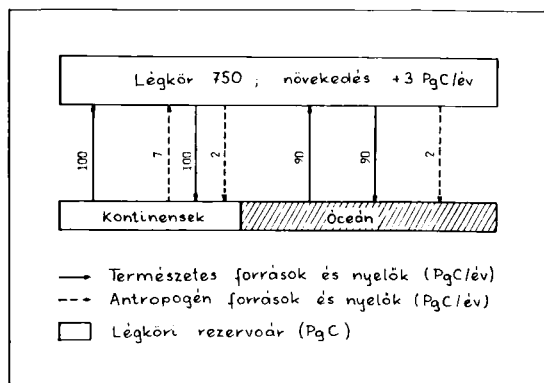 Légkör 750 ; növekedés +3 PgC/év
100 7 100 2 90 90 2
Kontinensek Óceán
Természetes források és nyelők (PgC/év)
Antropogén források és nyelők (PgC/év)
Légköri rezervoár (PgC)